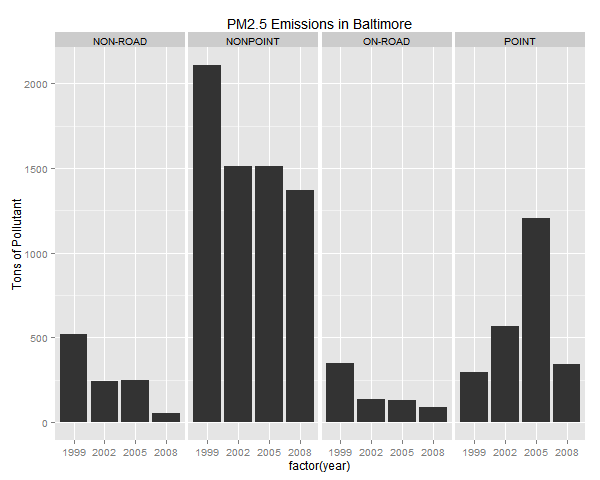 PM2.5 Emissions in Baltimore
NON-ROAD NONPOINT ON-ROAD POINT
Tons of Pollutant
2000
1500
1000
500
0
1999 2002 2005 2008 1999 2002 2005 2008 1999 2002 2005 2008 1999 2002 2005 2008
factor(year)